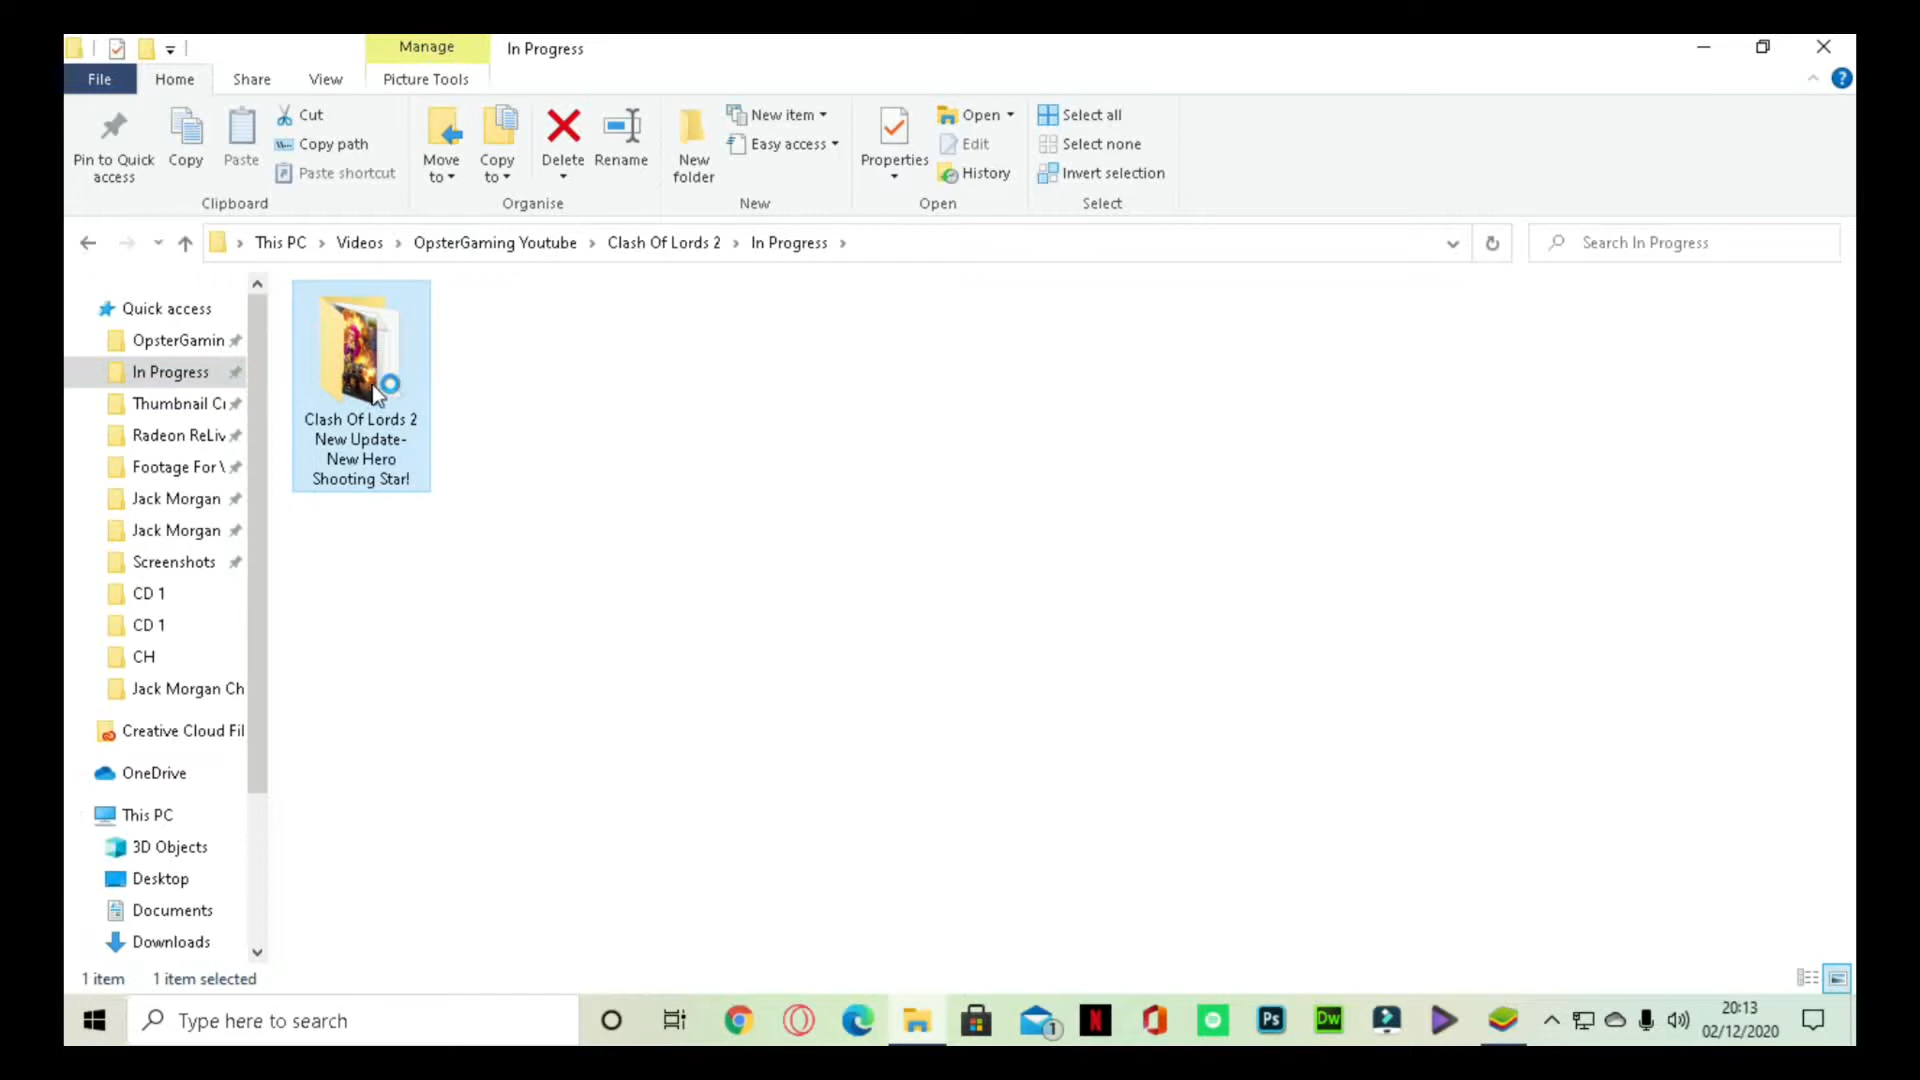 Manage
In Progress
File
Home
Share
View
Picture Tools
Pin to Quick
access
Copy
Paste
Cut
Copy path
Paste shortcut
Clipboard
Move
to
Copy
to
Delete
Rename
Organise
New
folder
New item
Easy access
New
Properties
Open
Edit
History
Open
Select all
Select none
Invert selection
Select
This PC
Videos
OpsterGaming Youtube
Clash Of Lords 2
In Progress
Search In Progress
Quick access
OpsterGamin
In Progress
Thumbnail Cr
Radeon ReLiv
Footage For \
Jack Morgan
Jack Morgan
Screenshots
CD 1
CD 1
CH
Jack Morgan Ch
Creative Cloud Fil
OneDrive
This PC
3D Objects
Desktop
Documents
Downloads
Clash Of Lords 2
New Update-
New Hero
Shooting Star!
1 item
1 item selected
Type here to search
1
N
Ps
Dw
20:13
02/12/2020